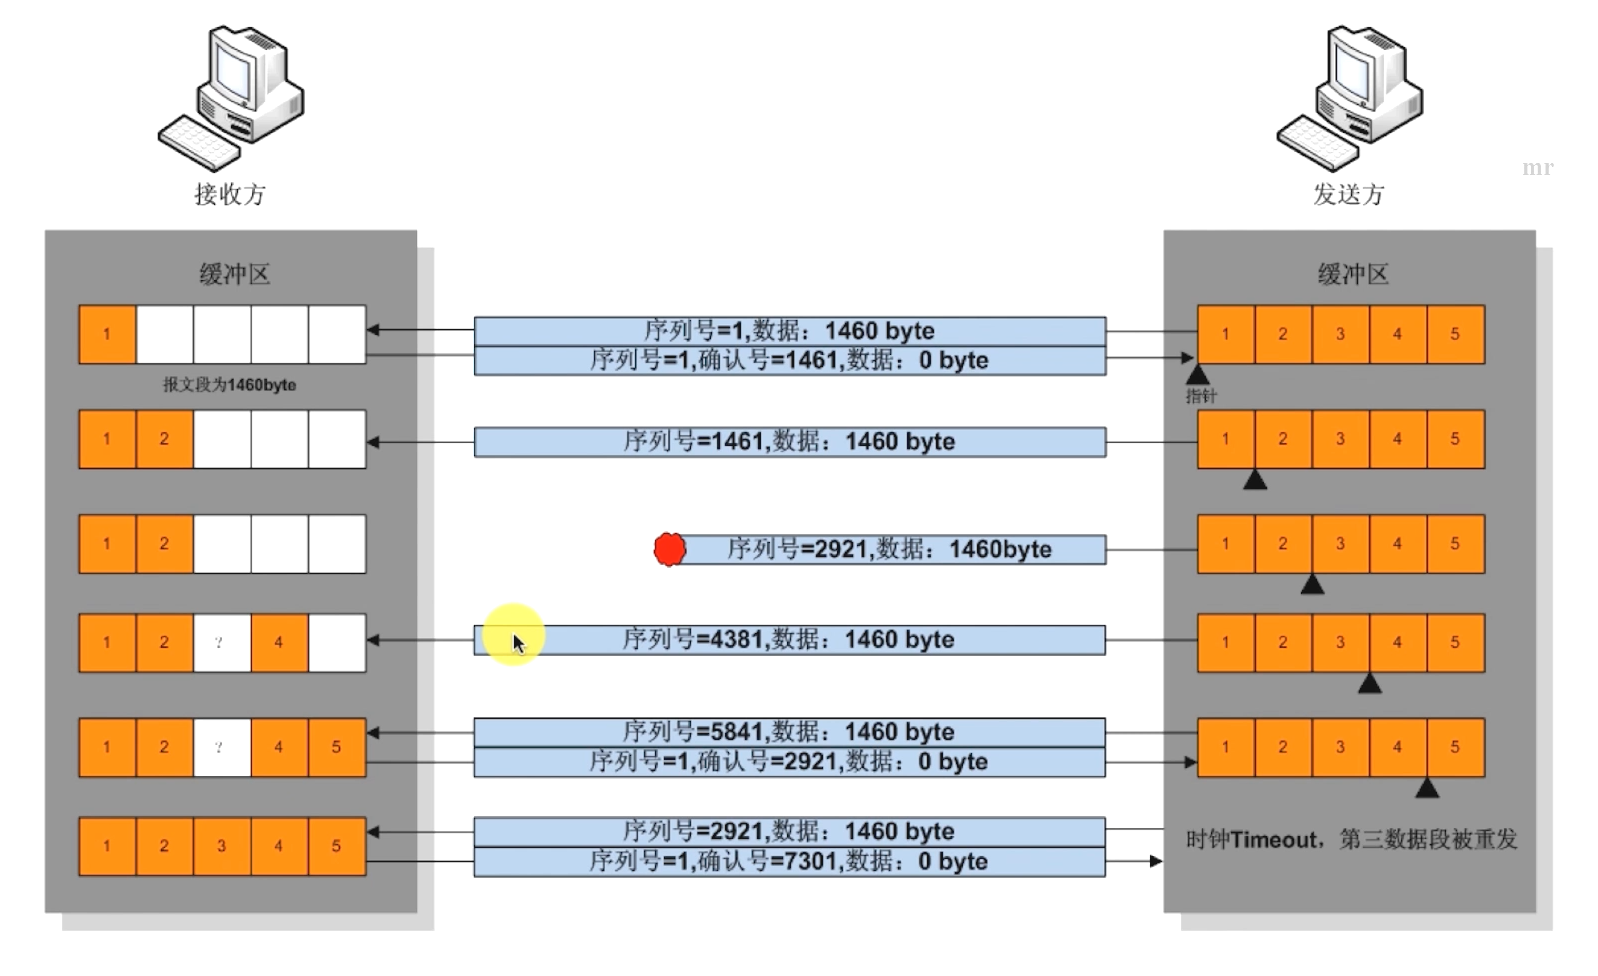 接收方
发送方
mr
缓冲区
缓冲区
1
序列号=1,数据：1460 byte
序列号=1,确认号=1461,数据：0 byte
1 2 3 4 5
报文段为1460byte
指针
1 2
序列号=1461,数据：1460 byte
1 2 3 4 5
1 2
序列号=2921,数据：1460byte
1 2 3 4 5
1 2 ? 4
序列号=4381,数据：1460 byte
1 2 3 4 5
1 2 ? 4 5
序列号=5841,数据：1460 byte
序列号=1,确认号=2921,数据：0 byte
1 2 3 4 5
1 2 3 4 5
序列号=2921,数据：1460 byte
序列号=1,确认号=7301,数据：0 byte
时钟Timeout，第三数据段被重发